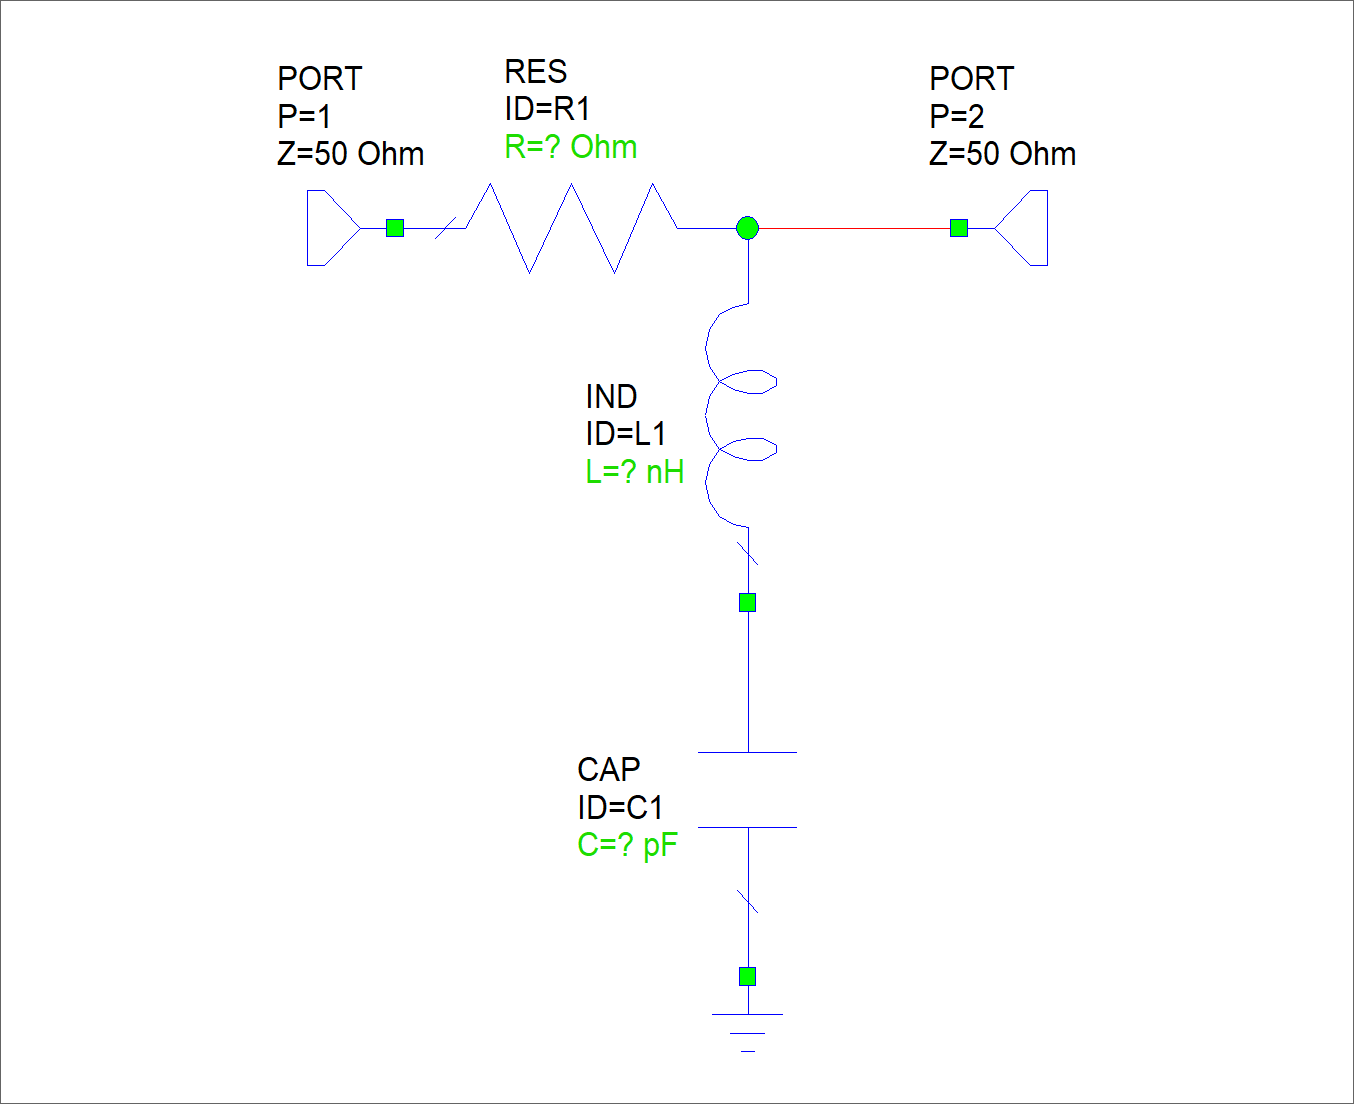 PORT
P=1
Z=50 Ohm
RES
ID=R1
R=? Ohm
PORT
P=2
Z=50 Ohm
IND
ID=L1
L=? nH
CAP
ID=C1
C=? pF